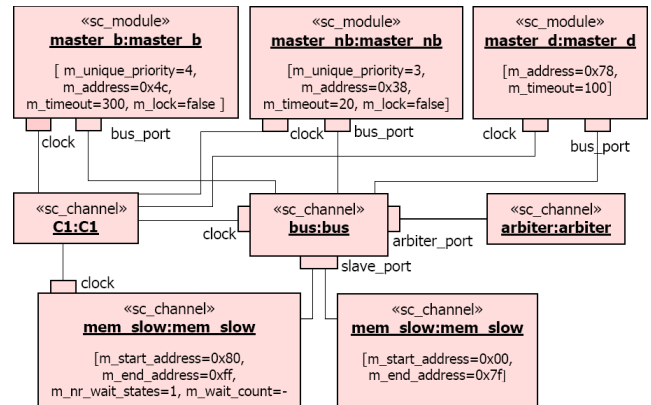 «sc_module»
master_b:master_b
[ m_unique_priority=4,
m_address=0x4c,
m_timeout=300, m_lock=false ]
«sc_module»
master_nb:master_nb
[m_unique_priority=3,
m_address=0x38,
m_timeout=20, m_lock=false]
«sc_module»
master_d:master_d
[m_address=0x78,
m_timeout=100]
clock
bus_port
clock
bus_port
clock
bus_port
«sc_channel»
C1:C1
clock
«sc_channel»
bus:bus
arbiter_port
«sc_channel»
arbiter:arbiter
slave_port
clock
«sc_channel»
mem_slow:mem_slow
[m_start_address=0x80,
m_end_address=0xff,
m_nr_wait_states=1, m_wait_count=-
«sc_channel»
mem_slow:mem_slow
[m_start_address=0x00,
m_end_address=0x7f]